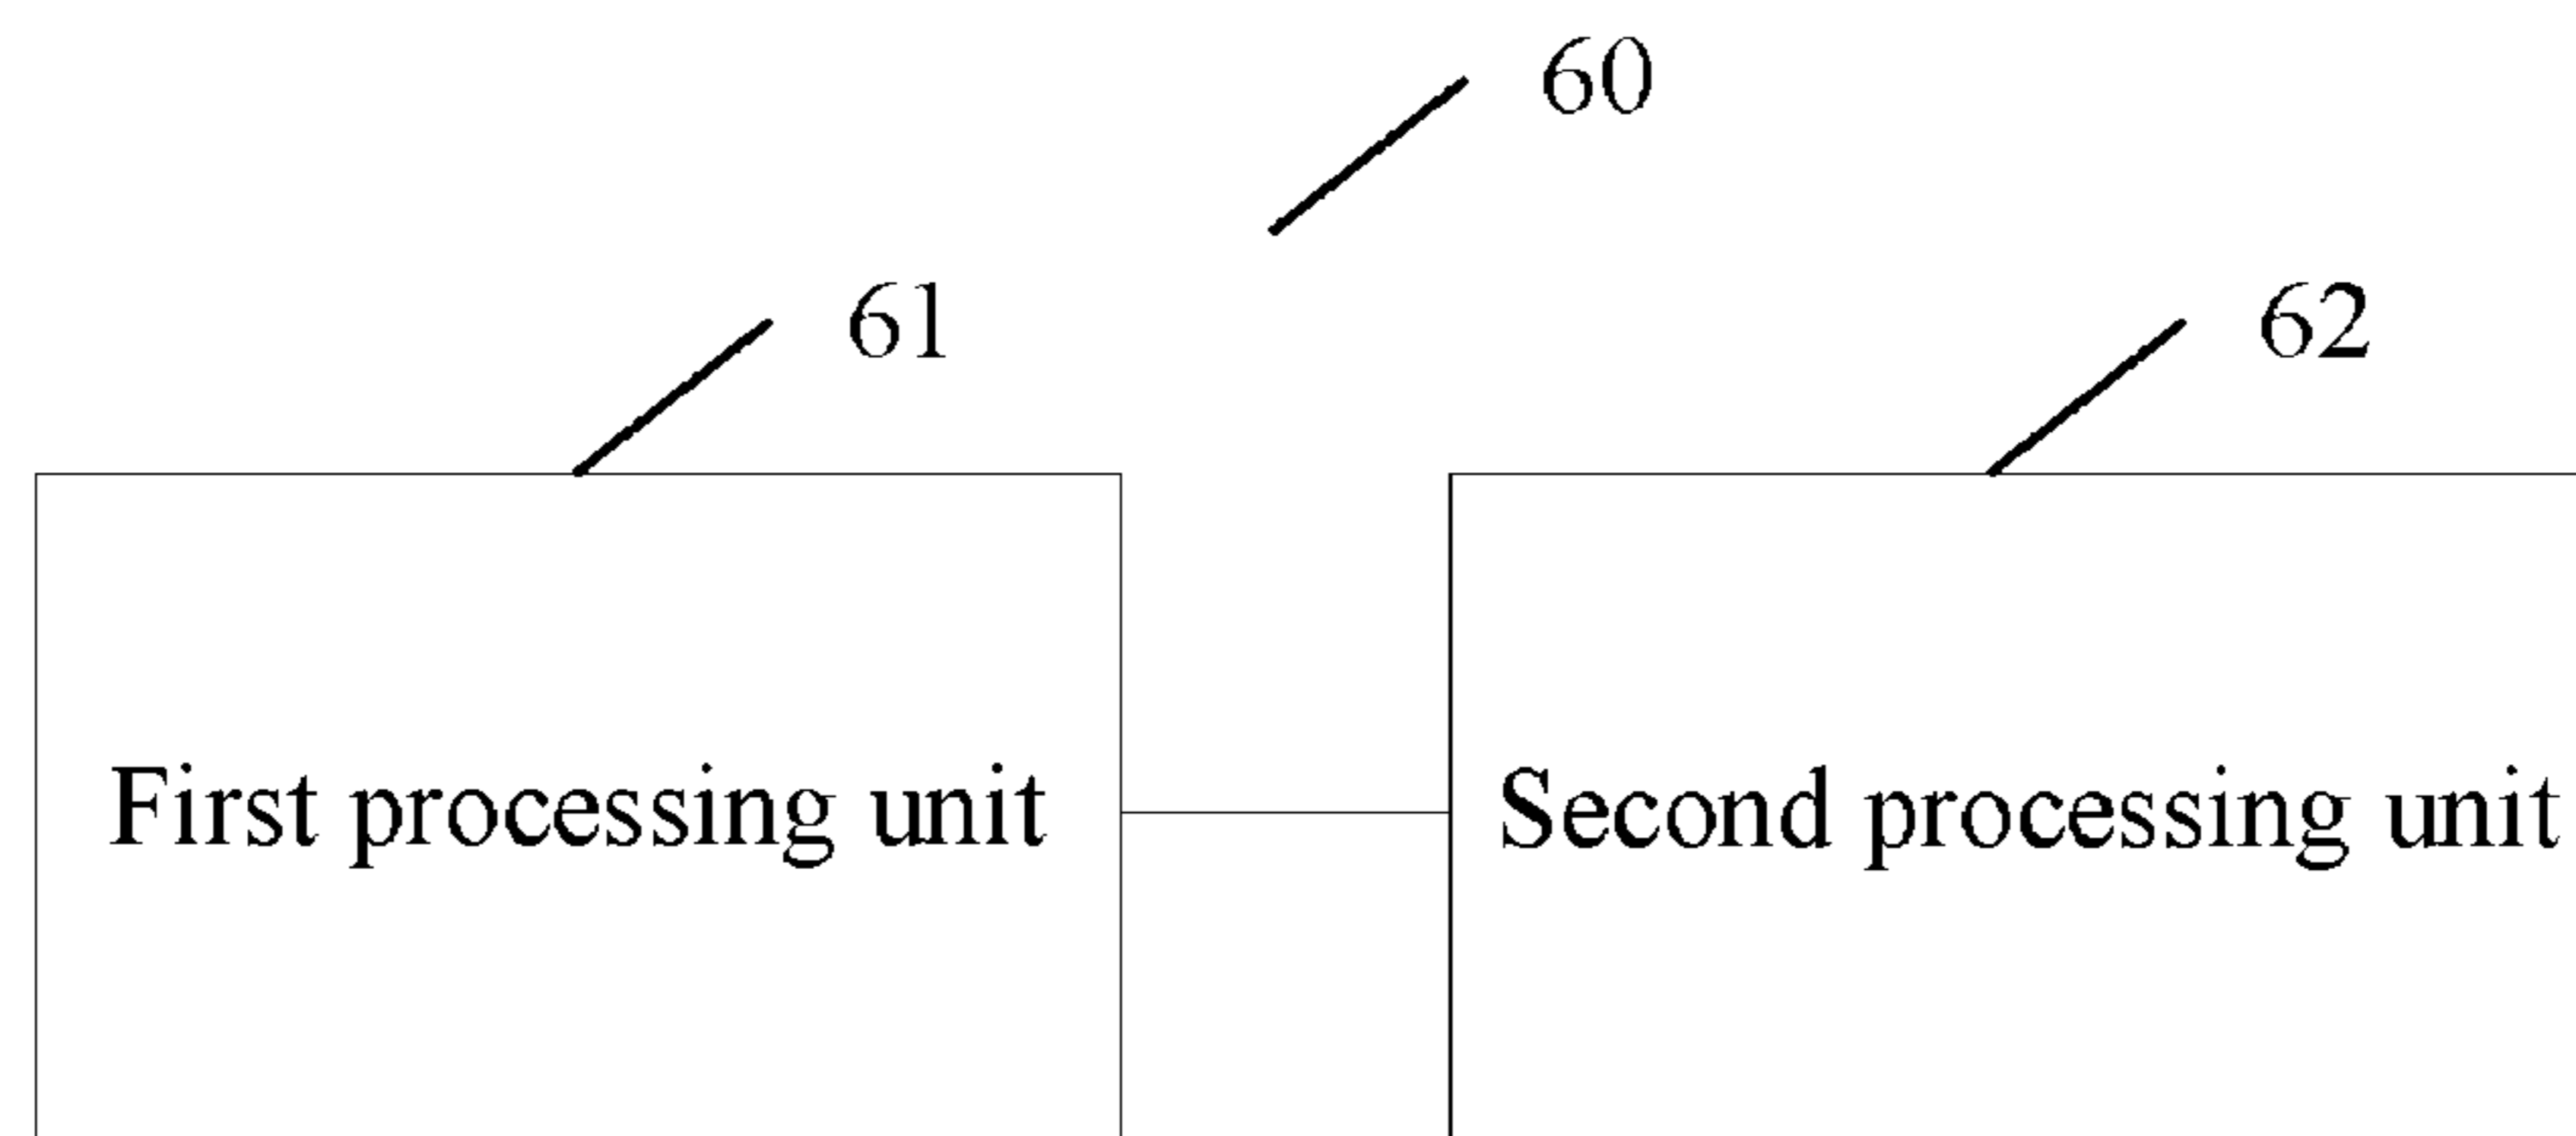 60
61
62
First processing unit
Second processing unit